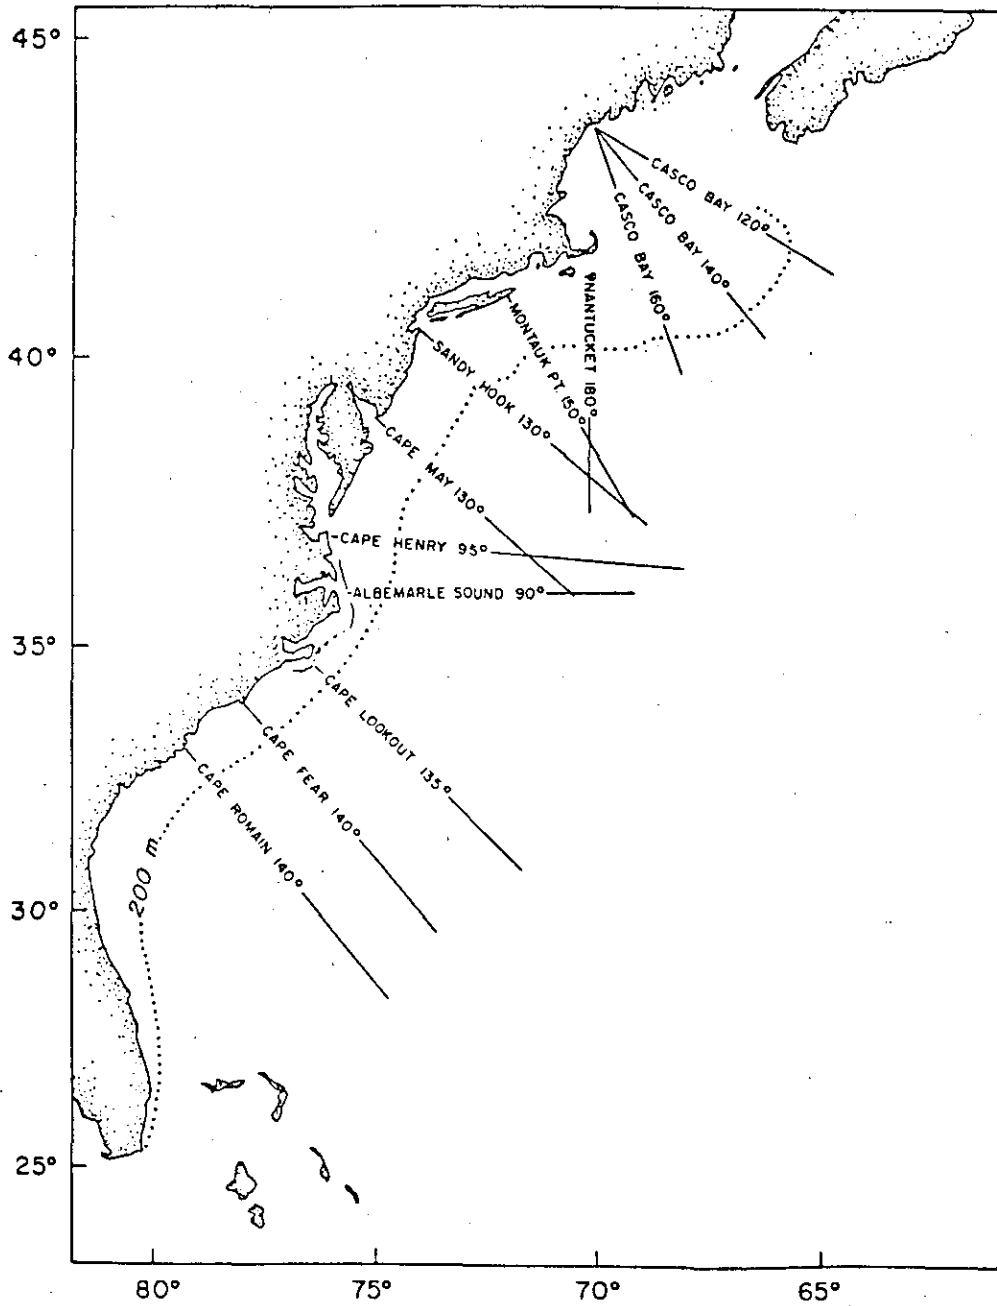 45°
CASCO BAY 120°
CASCO BAY 140°
CASCO BAY 160°
NANTUCKET 180°
MONTAUK PT. 150°
40°
SANDY HOOK 130°
CAPE MAY 130°
CAPE HENRY 95°
ALBEMARLE SOUND 90°
35°
CAPE LOOKOUT 135°
CAPE FEAR 140°
CAPE ROMAIN 140°
200 m
30°
25°
80°
75°
70°
65°